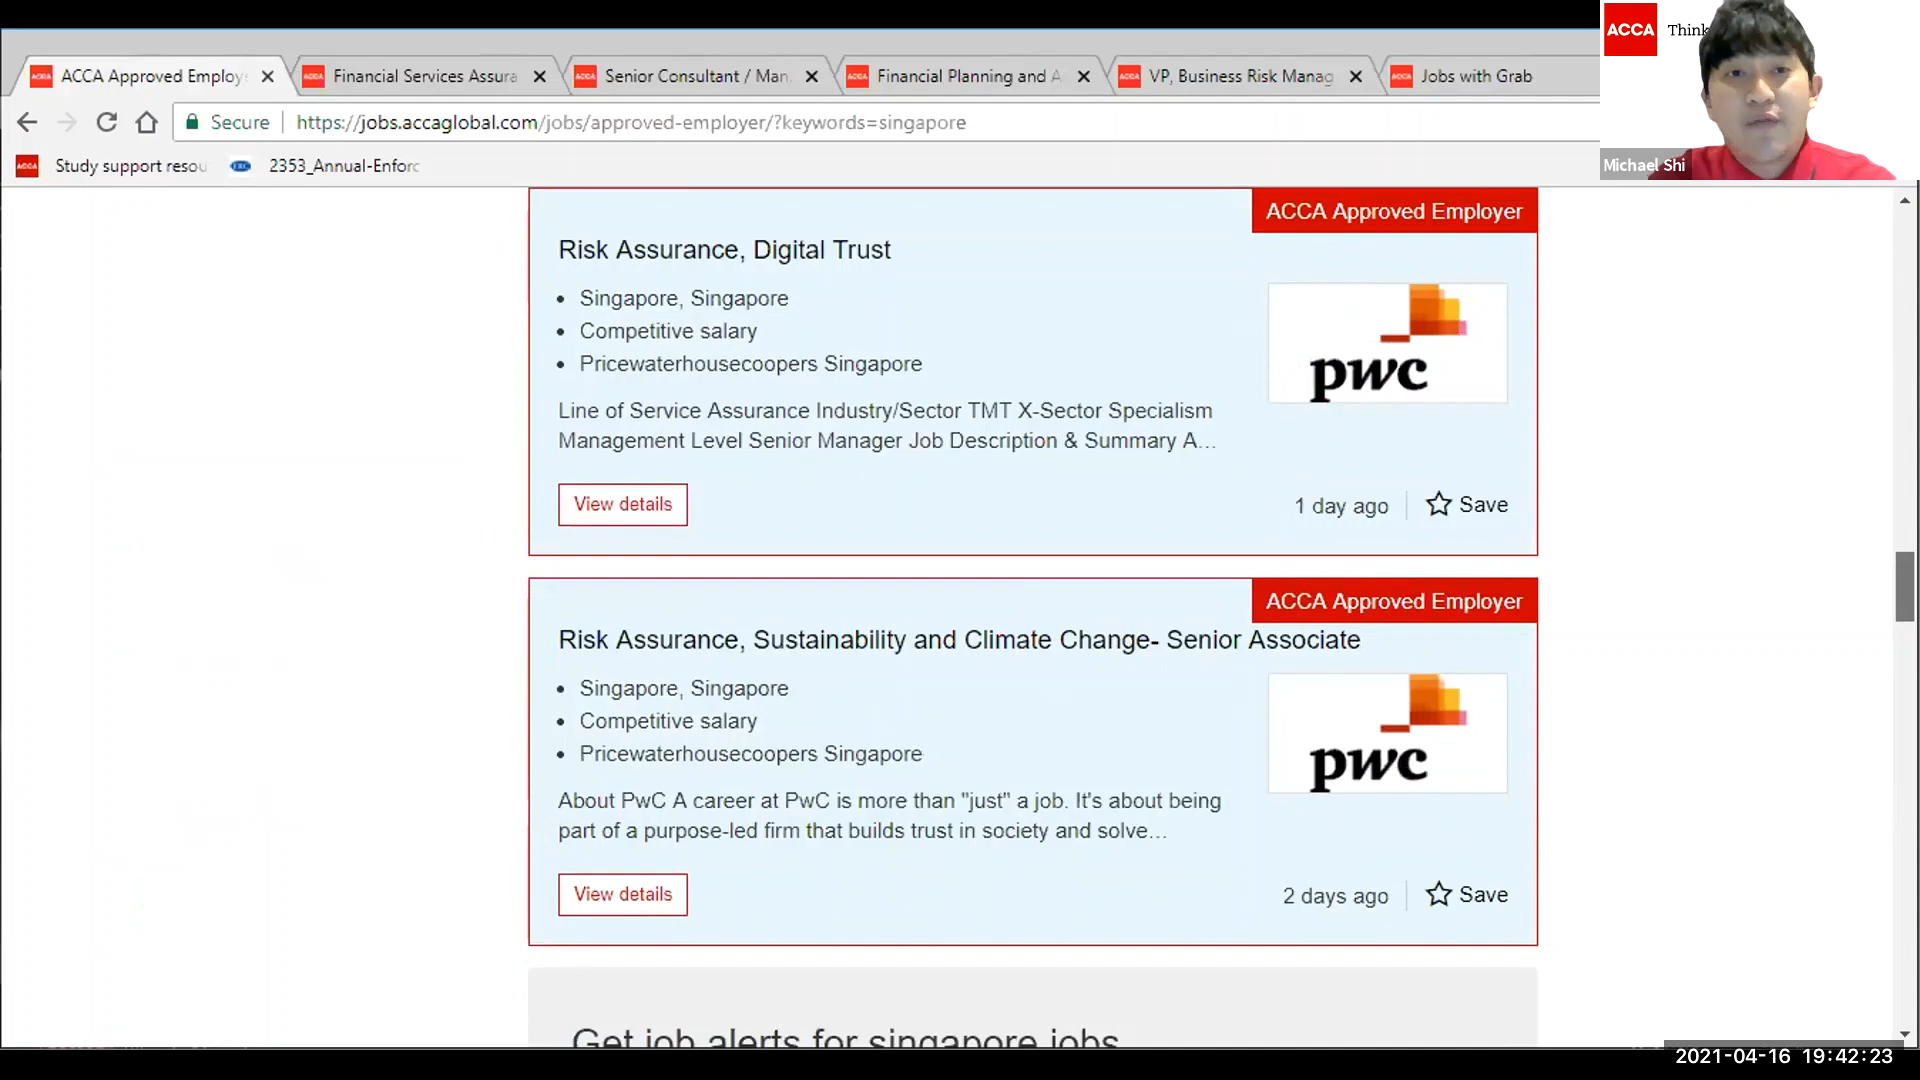 ACCA
Think
ACCA Approved Employ
Financial Services Assura
Senior Consultant / Man
Financial Planning and A
VP, Business Risk Manag
Jobs with Grab
Secure
https://jobs.accaglobal.com/jobs/approved-employer/?keywords=singapore
Michael Shi
ACCA
Study support resou
2353_Annual-Enforc
ACCA Approved Employer
Risk Assurance, Digital Trust
• Singapore, Singapore
• Competitive salary
• Pricewaterhousecoopers Singapore
pwc
Line of Service Assurance Industry/Sector TMT X-Sector Specialism
Management Level Senior Manager Job Description & Summary A...
View details
1 day ago
Save
ACCA Approved Employer
Risk Assurance, Sustainability and Climate Change- Senior Associate
• Singapore, Singapore
• Competitive salary
• Pricewaterhousecoopers Singapore
pwc
About PwC A career at PwC is more than "just" a job. It's about being
part of a purpose-led firm that builds trust in society and solve...
View details
2 days ago
Save
Get job alerts for singapore jobs
2021-04-16 19:42:23